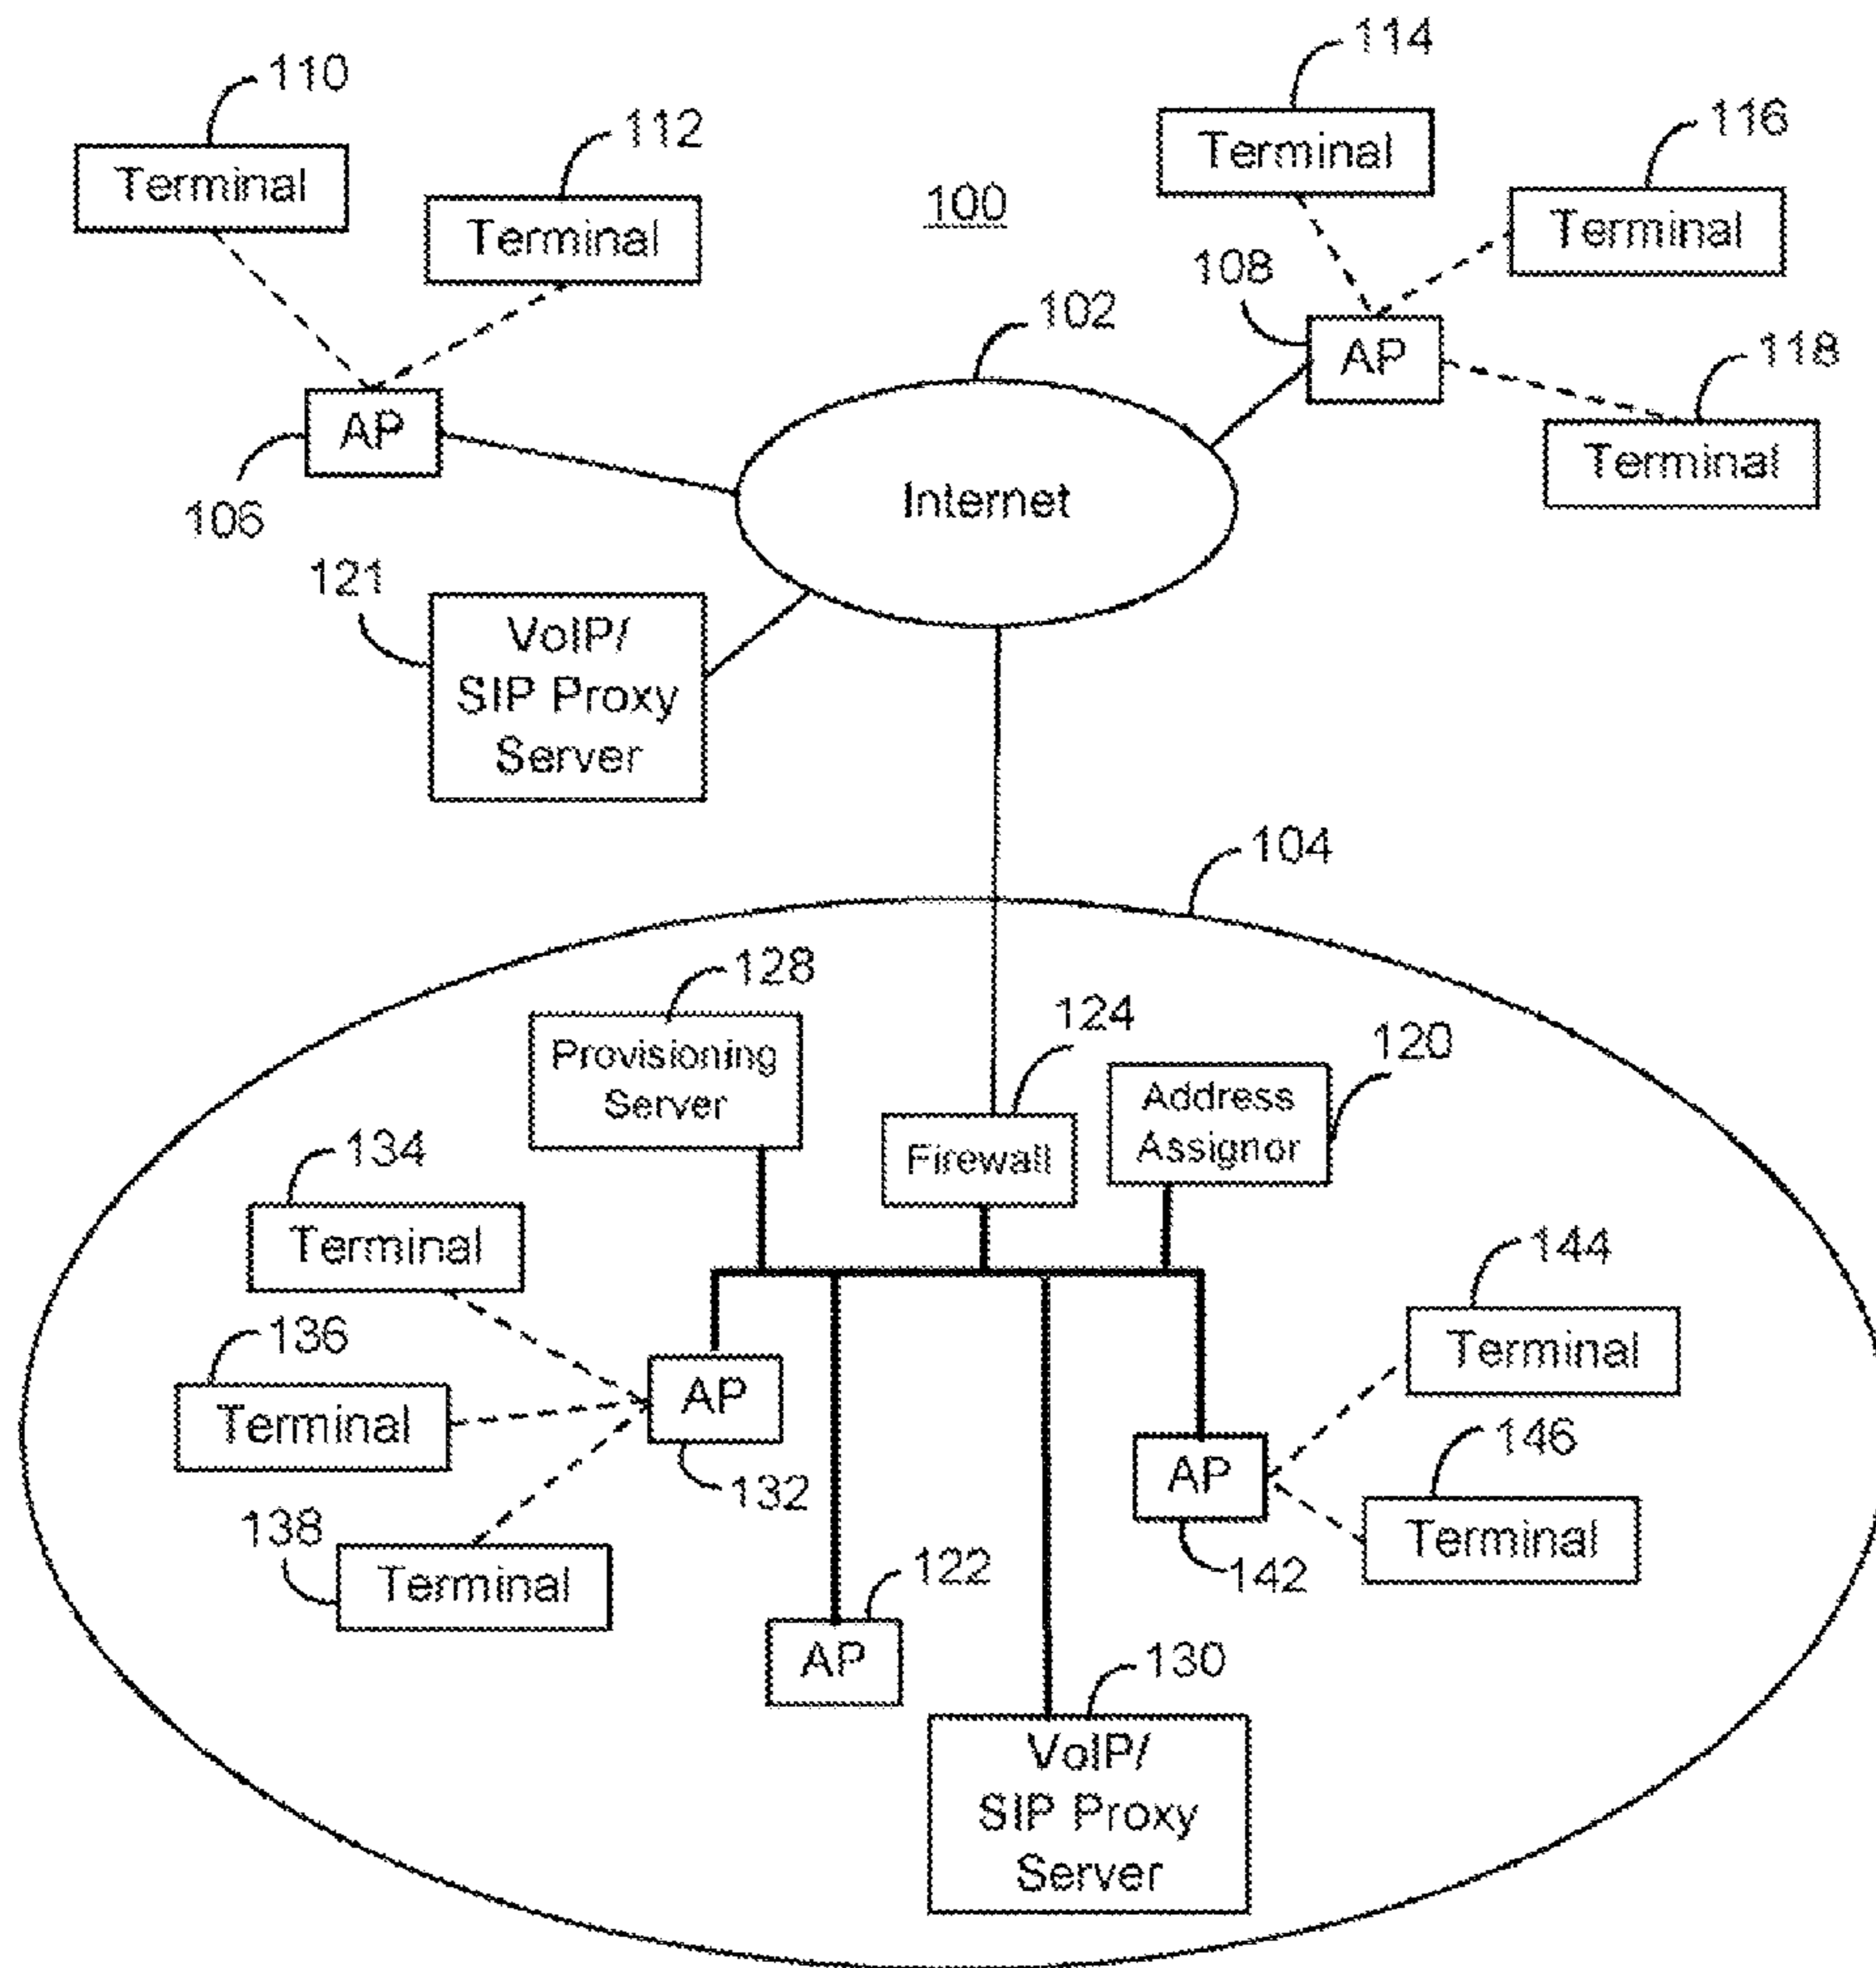 114
110
112
116
Terminal
Terminal
100
Terminal
Terminal
108
102
118
AP
AP
Terminal
106
Internet
121
VoIP/
SIP Proxy
Server
104
128
124
120
Provisioning
Server
Address
Assignor
134
Firewall
Terminal
144
136
Terminal
AP
Terminal
132
146
AP
138
Terminal
122
142
Terminal
AP
130
VoIP/
SIP Proxy
Server